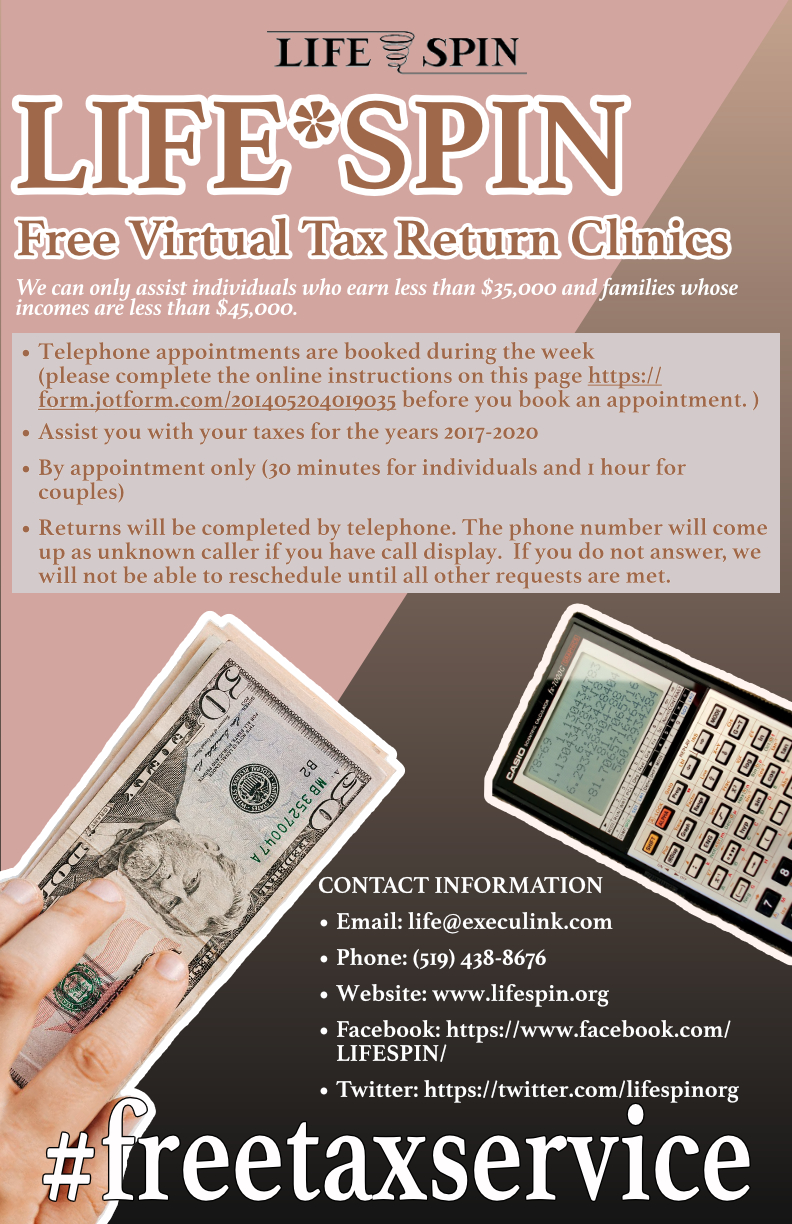 LIFE SPIN
LIFE*SPIN
Free Virtual Tax Return Clinics
We can only assist individuals who earn less than $35,000 and families whose
incomes are less than $45,000.
• Telephone appointments are booked during the week
(please complete the online instructions on this page https://
form.jotform.com/201405204019035 before you book an appointment. )
• Assist you with your taxes for the years 2017-2020
• By appointment only (30 minutes for individuals and 1 hour for
couples)
• Returns will be completed by telephone. The phone number will come
up as unknown caller if you have call display.  If you do not answer, we
will not be able to reschedule until all other requests are met.
50
B2
MB35270047A
50
50
CASIO
CONTACT INFORMATION
• Email: life@execulink.com
• Phone: (519) 438-8676
• Website: www.lifespin.org
• Facebook: https://www.facebook.com/
LIFESPIN/
• Twitter: https://twitter.com/lifespinorg
#freetaxservice